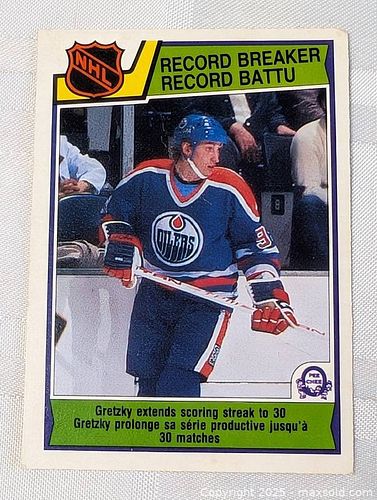 NHL
RECORD BREAKER
RECORD BATTU
OILERS
9
O
PEE
CHEE
Gretzky extends scoring streak to 30
Gretzky prolonge sa série productive jusqu'à
30 matches
Copyright 2025 - maxsold.com